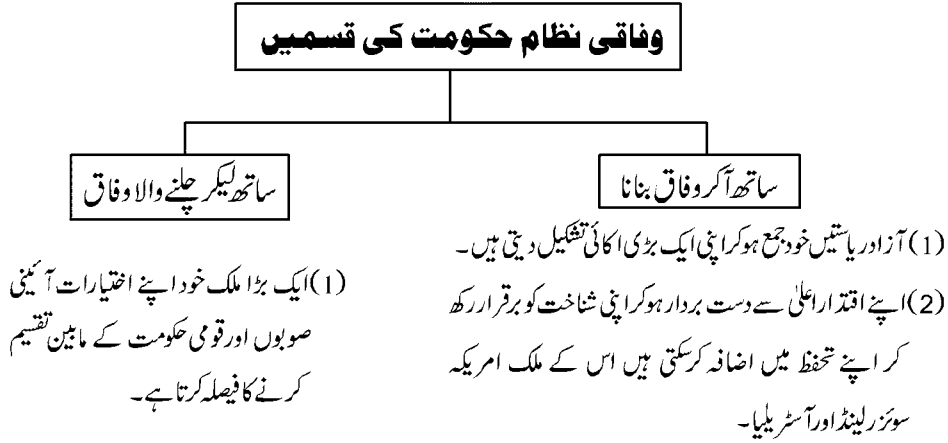 وفاقی نظام حکومت کی قسمیں
ساتھ آکر وفاق بنانا
(1) آزاد ریاستیں خود جمع ہوکر اپنی ایک بڑی اکائی تشکیل دیتی ہیں۔
(2) اپنے اقتدار اعلیٰ سے دست بردار ہوکر اپنی شناخت کو برقرار رکھ
کر اپنے تحفظ میں اضافہ کرسکتی ہیں اس کے ملک امریکہ
سوئزرلینڈ اور آسٹریلیا۔
ساتھ لیکر چلنے والا وفاق
(1) ایک بڑا ملک خود اپنے اختیارات آئینی
صوبوں اور قومی حکومت کے مابین تقسیم
کرنے کا فیصلہ کرتا ہے۔